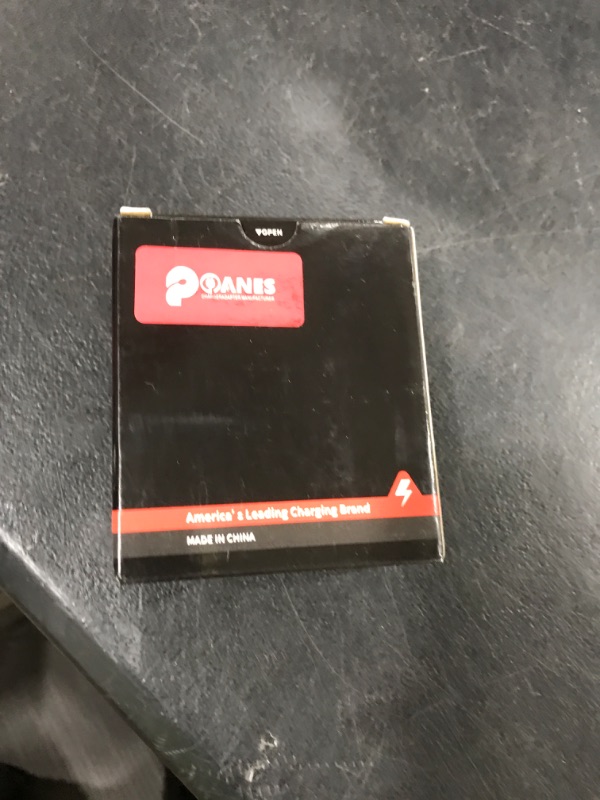 ▼OPEN
POANES
America's Leading Charging Brand
MADE IN CHINA